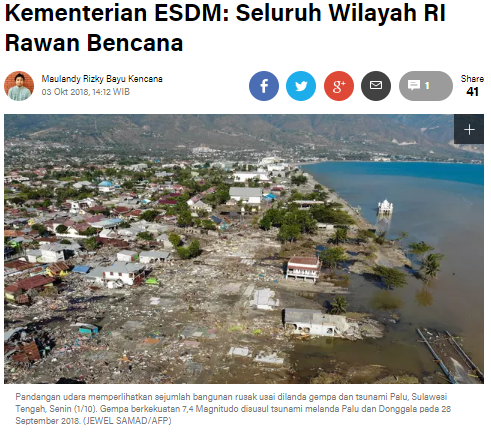 Kementerian ESDM: Seluruh Wilayah RI
Rawan Bencana
Maulandy Rizky Bayu Kencana
03 Okt 2018, 14:12 WIB
f
g+
1
Share
41
+
Pandangan udara memperlihatkan sejumlah bangunan rusak usai dilanda gempa dan tsunami Palu, Sulawesi
Tengah, Senin (1/10). Gempa berkekuatan 7,4 Magnitudo disusul tsunami melanda Palu dan Donggala pada 28
September 2018. (JEWEL SAMAD/AFP)